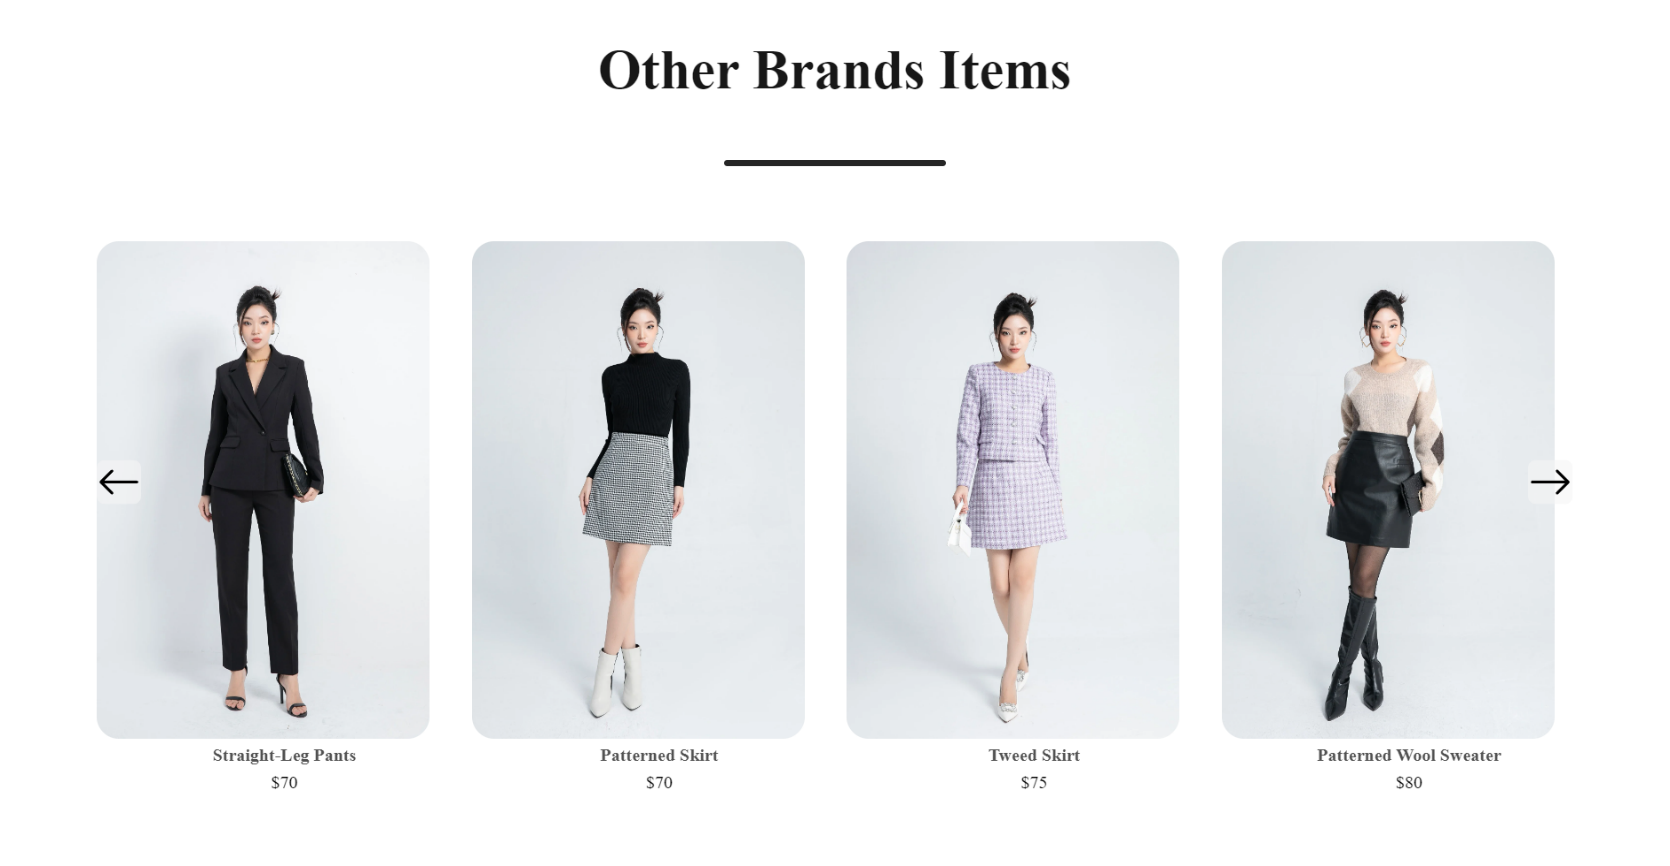 Other Brands Items
Straight-Leg Pants
$70
Patterned Skirt
$70
Tweed Skirt
$75
Patterned Wool Sweater
$80